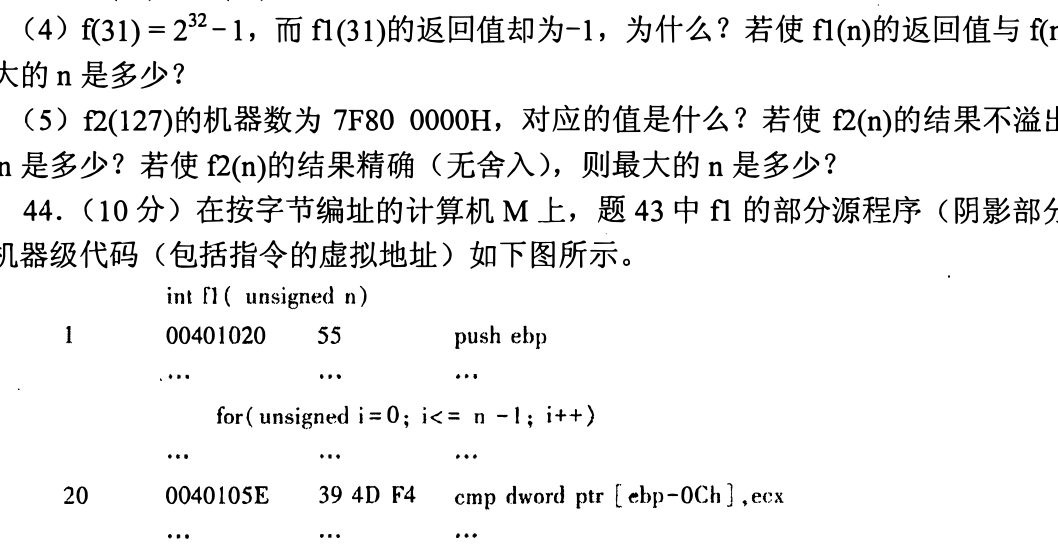 （4）f(31) = 2³² − 1，而 f1(31)的返回值却为−1，为什么？若使 f1(n)的返回值与 f(
大的 n 是多少？
（5）f2(127)的机器数为 7F80 0000H，对应的值是什么？若使 f2(n)的结果不溢出
n 是多少？若使 f2(n)的结果精确（无舍入），则最大的 n 是多少？
44.（10 分）在按字节编址的计算机 M 上，题 43 中 f1 的部分源程序（阴影部分
机器级代码（包括指令的虚拟地址）如下图所示。
int f1( unsigned n)
1 00401020 55 push ebp
… … …
for( unsigned i=0; i<= n −1; i++)
… … …
20 0040105E 39 4D F4 cmp dword ptr [ebp-0Ch],ecx
… … …